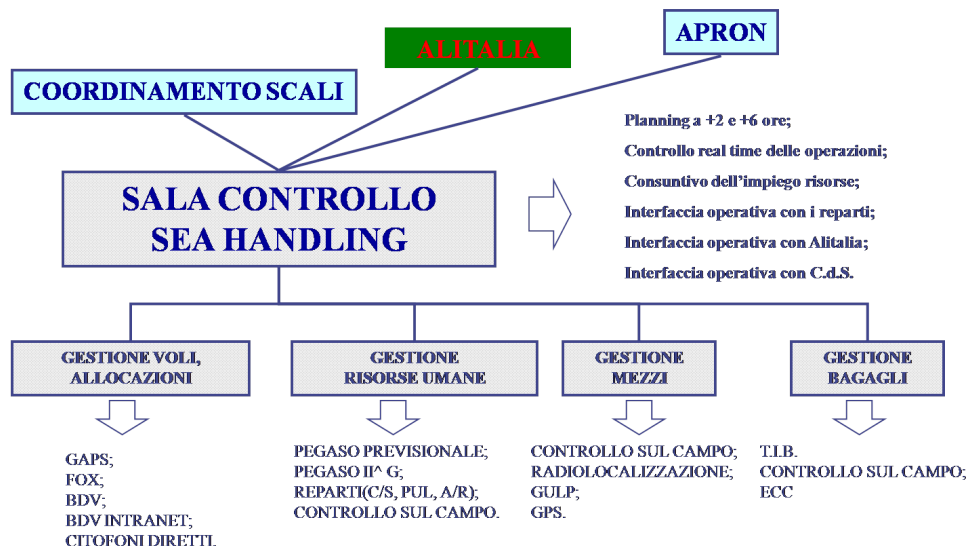 APRON
ALITALIA
COORDINAMENTO SCALI
SALA CONTROLLO
SEA HANDLING
Planning a +2 e +6 ore;
Controllo real time delle operazioni;
Consuntivo dell'impiego risorse;
Interfaccia operativa con i reparti;
Interfaccia operativa con Alitalia;
Interfaccia operativa con C.d.S.
GESTIONE VOLI,
ALLOCAZIONI
GESTIONE
RISORSE UMANE
GESTIONE
MEZZI
GESTIONE
BAGAGLI
GAPS;
FOX;
BDV;
BDV INTRANET;
CITOFONI DIRETTI.
PEGASO PREVISIONALE;
PEGASO II^ G;
REPARTI(C/S, PUL, A/R);
CONTROLLO SUL CAMPO.
CONTROLLO SUL CAMPO;
RADIOLOCALIZZAZIONE;
GULP;
GPS.
T.I.B.
CONTROLLO SUL CAMPO;
ECC